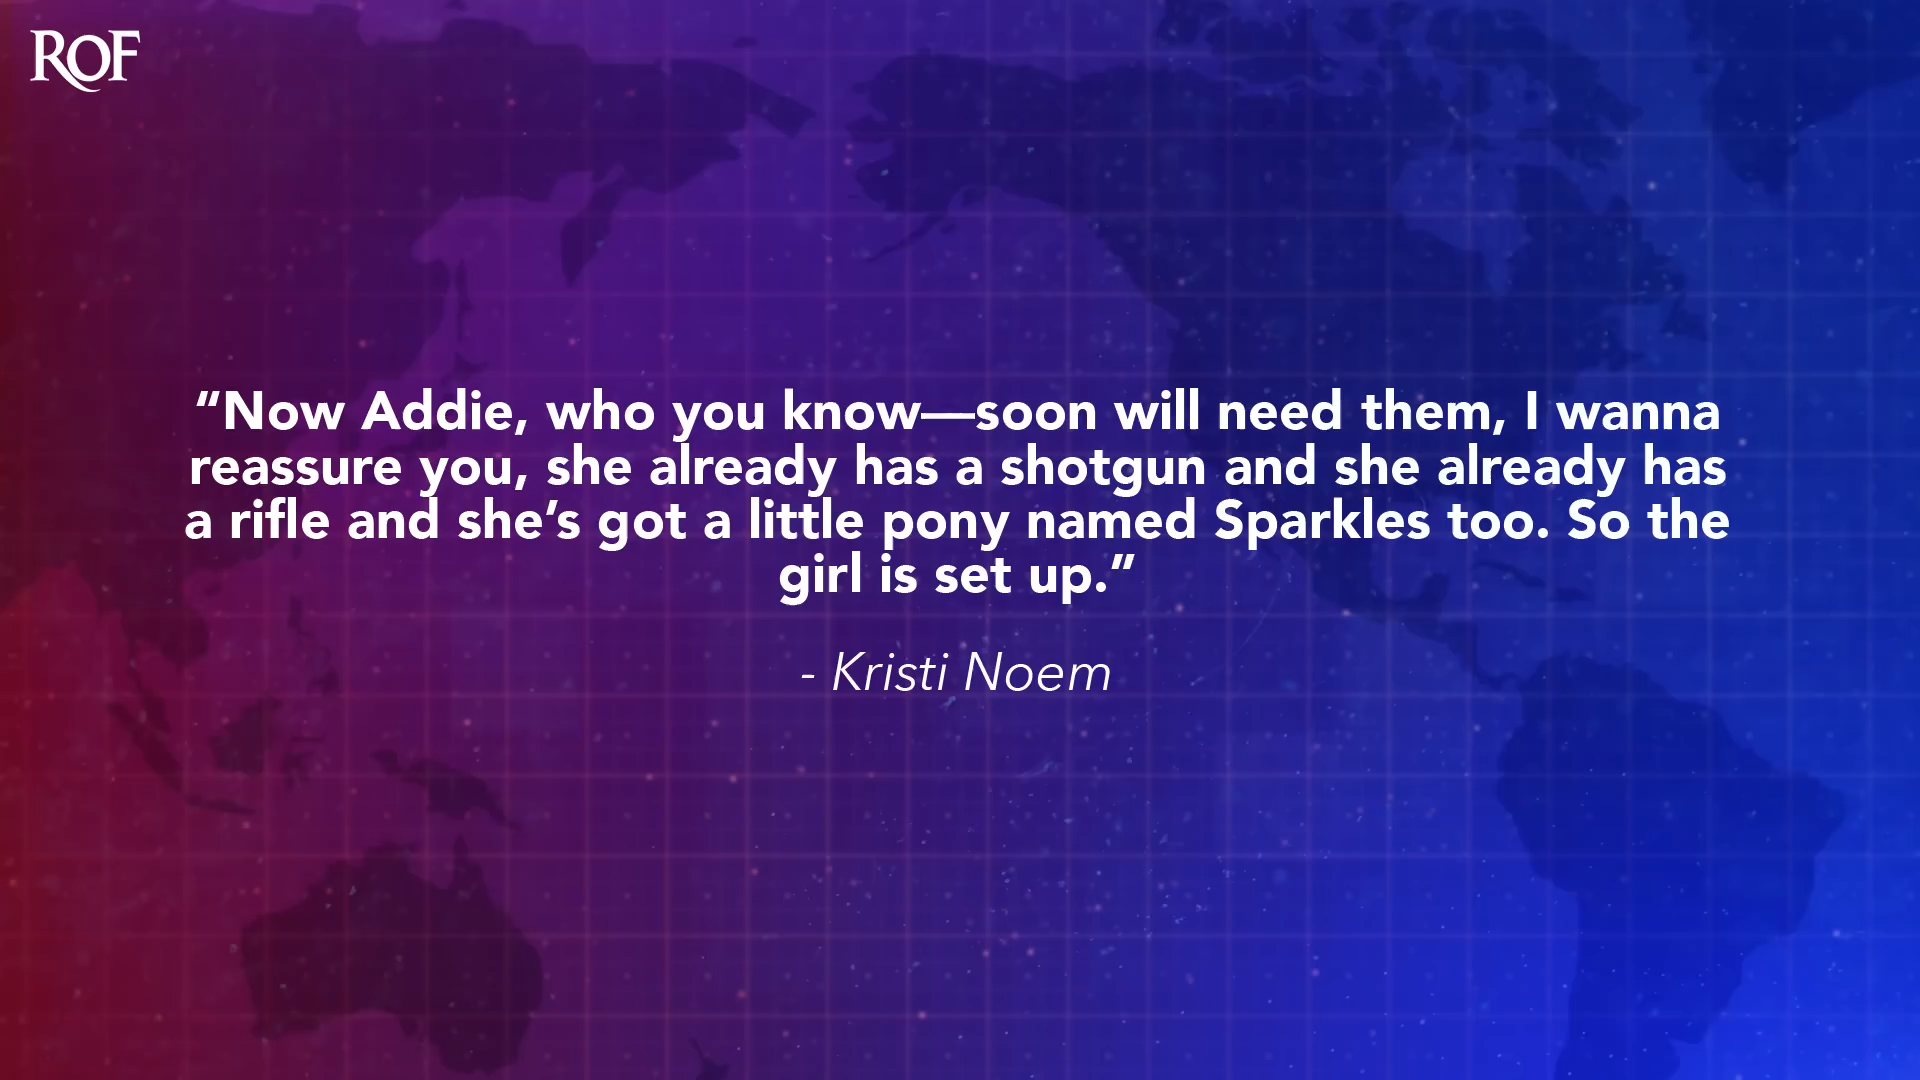 ROF
“Now Addie, who you know—soon will need them, I wanna
reassure you, she already has a shotgun and she already has
a rifle and she’s got a little pony named Sparkles too. So the
girl is set up.”
- Kristi Noem